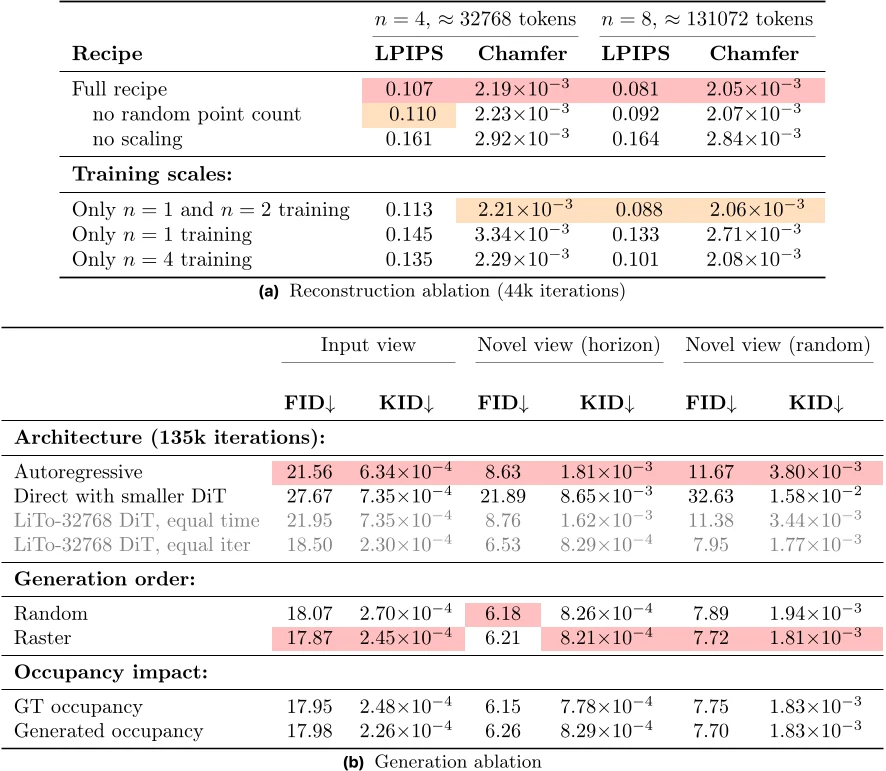 n = 4, ≈ 32768 tokens n = 8, ≈ 131072 tokens
Recipe LPIPS Chamfer LPIPS Chamfer
Full recipe 0.107 2.19×10⁻³ 0.081 2.05×10⁻³
no random point count 0.110 2.23×10⁻³ 0.092 2.07×10⁻³
no scaling 0.161 2.92×10⁻³ 0.164 2.84×10⁻³
Training scales:
Only n = 1 and n = 2 training 0.113 2.21×10⁻³ 0.088 2.06×10⁻³
Only n = 1 training 0.145 3.34×10⁻³ 0.133 2.71×10⁻³
Only n = 4 training 0.135 2.29×10⁻³ 0.101 2.08×10⁻³
(a) Reconstruction ablation (44k iterations)
Input view Novel view (horizon) Novel view (random)
FID↓ KID↓ FID↓ KID↓ FID↓ KID↓
Architecture (135k iterations):
Autoregressive 21.56 6.34×10⁻⁴ 8.63 1.81×10⁻³ 11.67 3.80×10⁻³
Direct with smaller DiT 27.67 7.35×10⁻⁴ 21.89 8.65×10⁻³ 32.63 1.58×10⁻²
LiTo-32768 DiT, equal time 21.95 7.35×10⁻⁴ 8.76 1.62×10⁻³ 11.38 3.44×10⁻³
LiTo-32768 DiT, equal iter 18.50 2.30×10⁻⁴ 6.53 8.29×10⁻⁴ 7.95 1.77×10⁻³
Generation order:
Random 18.07 2.70×10⁻⁴ 6.18 8.26×10⁻⁴ 7.89 1.94×10⁻³
Raster 17.87 2.45×10⁻⁴ 6.21 8.21×10⁻⁴ 7.72 1.81×10⁻³
Occupancy impact:
GT occupancy 17.95 2.48×10⁻⁴ 6.15 7.78×10⁻⁴ 7.75 1.83×10⁻³
Generated occupancy 17.98 2.26×10⁻⁴ 6.26 8.29×10⁻⁴ 7.70 1.83×10⁻³
(b) Generation ablation